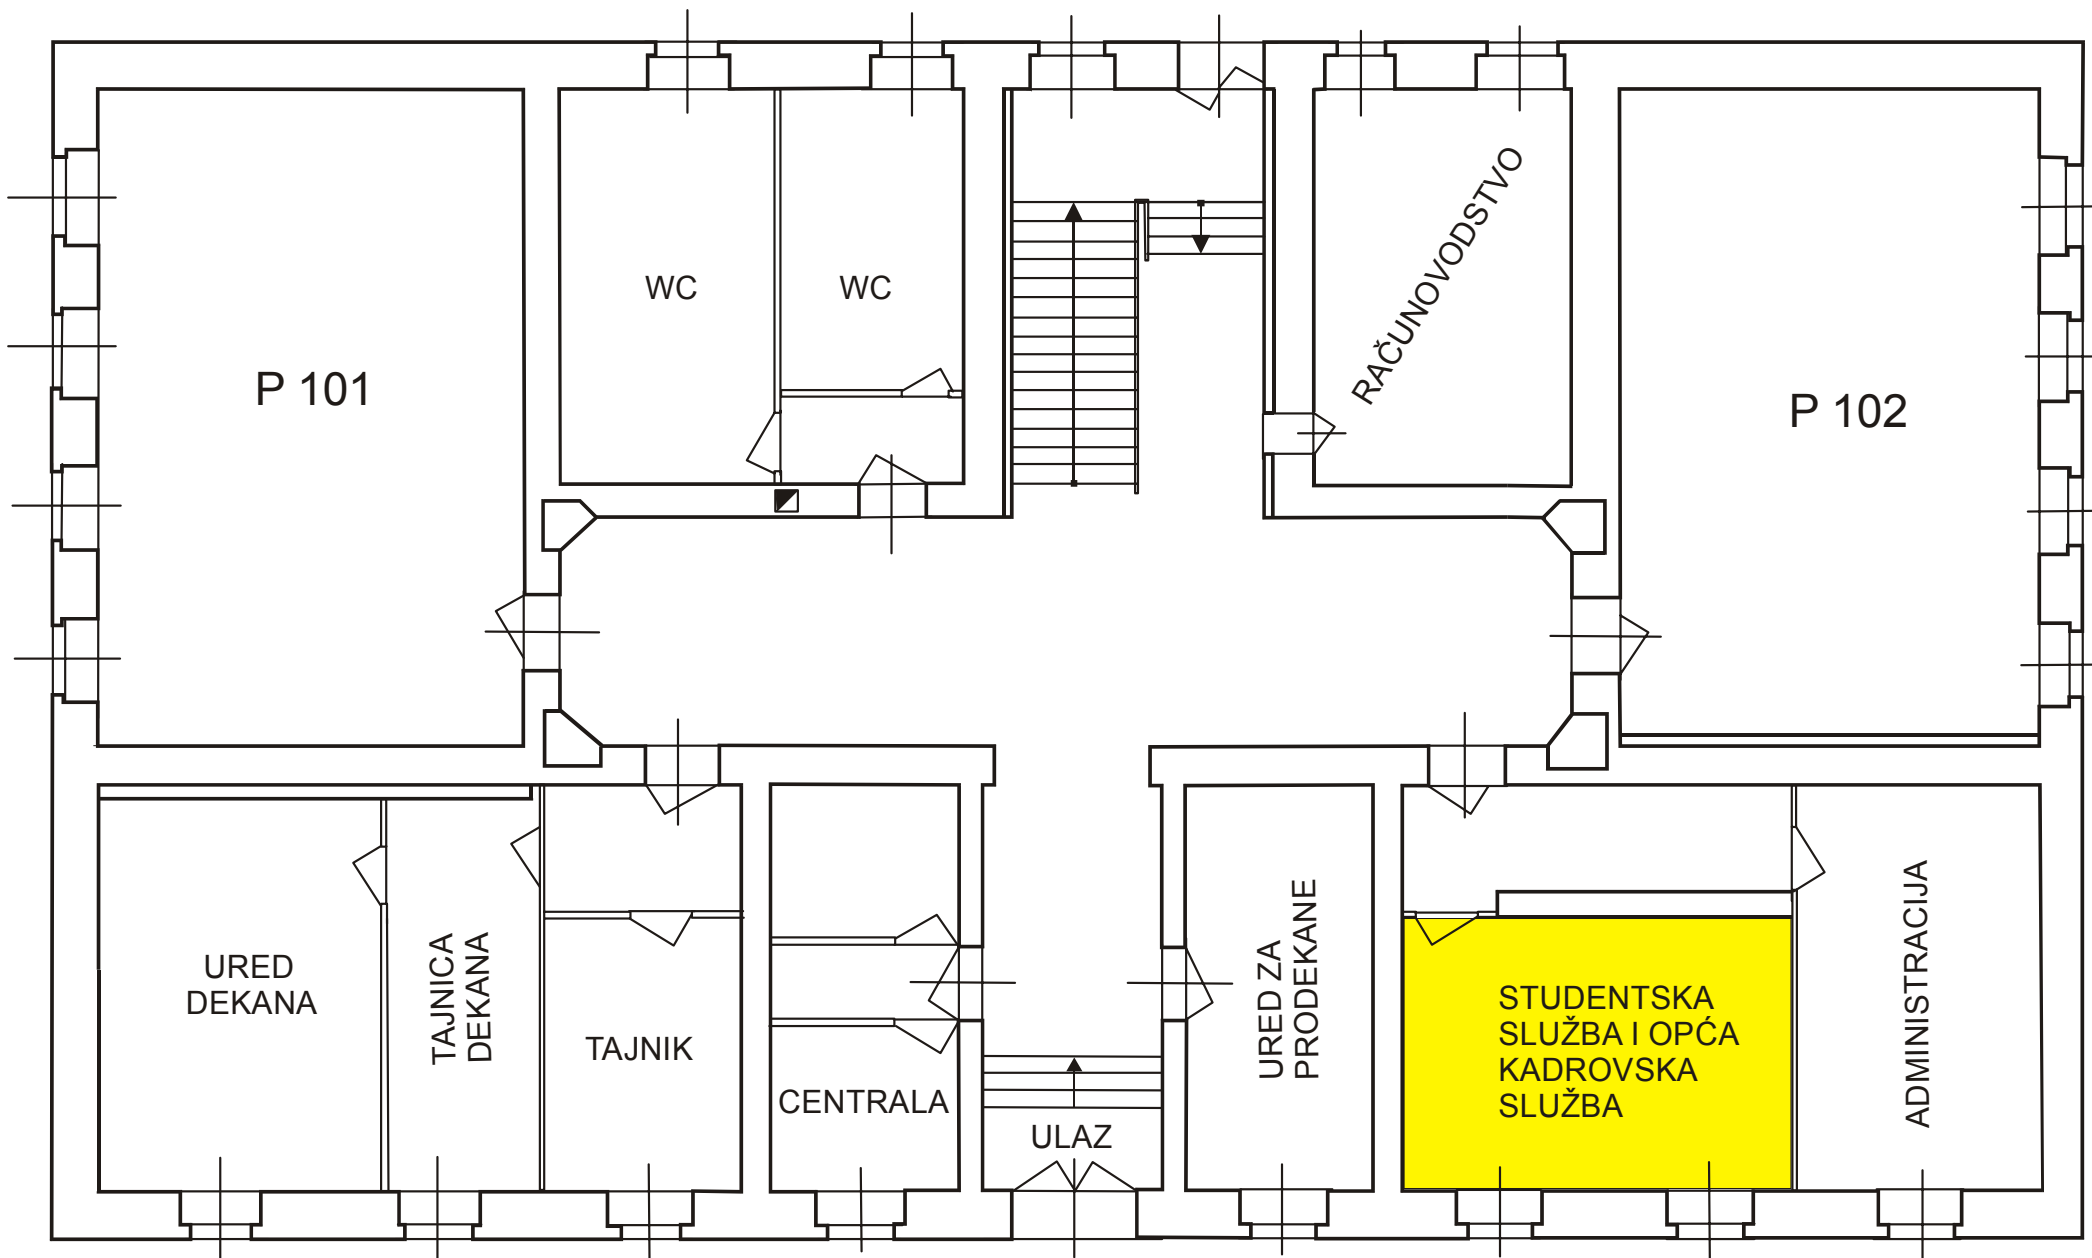 WC
WC
RAČUNOVODSTVO
P 101
P 102
URED
DEKANA
TAJNICA
DEKANA
TAJNIK
CENTRALA
ULAZ
URED ZA
PRODEKANE
STUDENTSKA
SLUŽBA I OPĆA
KADROVSKA
SLUŽBA
ADMINISTRACIJA